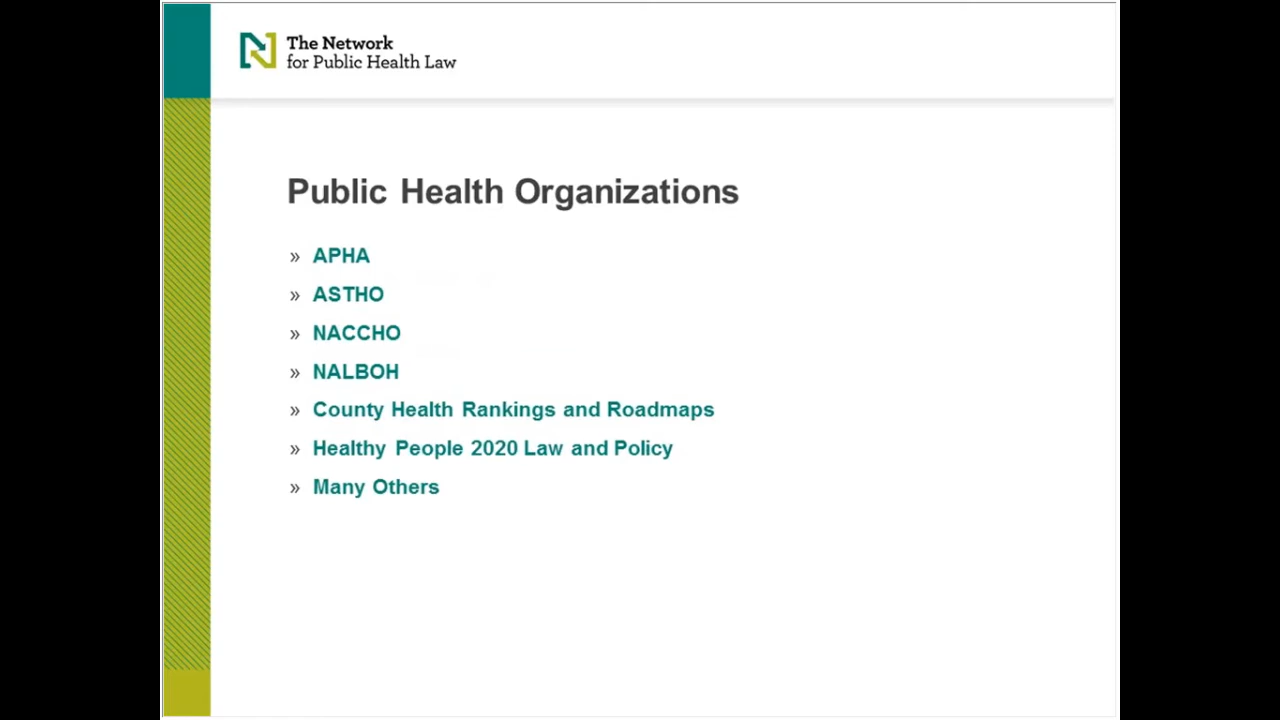 The Network
for Public Health Law
Public Health Organizations
» APHA
» ASTHO
» NACCHO
» NALBOH
» County Health Rankings and Roadmaps
» Healthy People 2020 Law and Policy
» Many Others